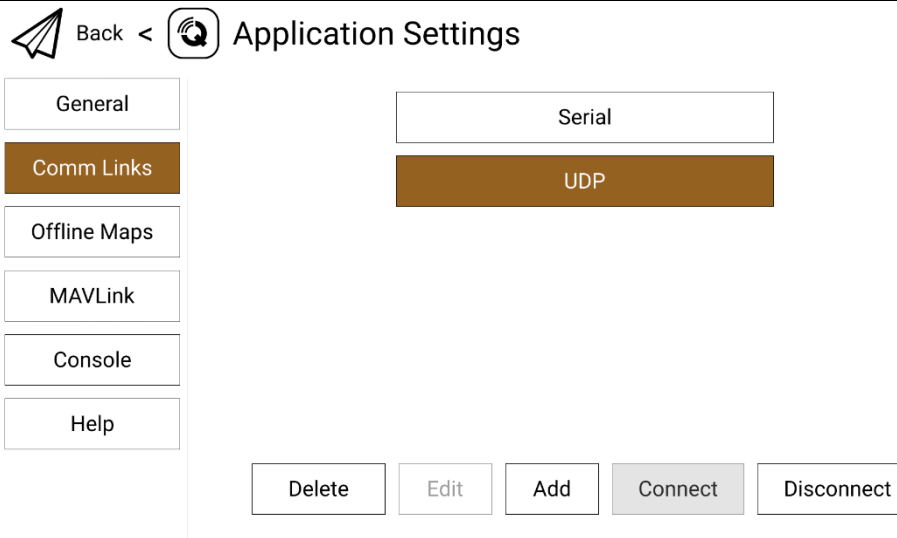 Back < Application Settings
General
Comm Links
Offline Maps
MAVLink
Console
Help
Serial
UDP
Delete Edit Add Connect Disconnect